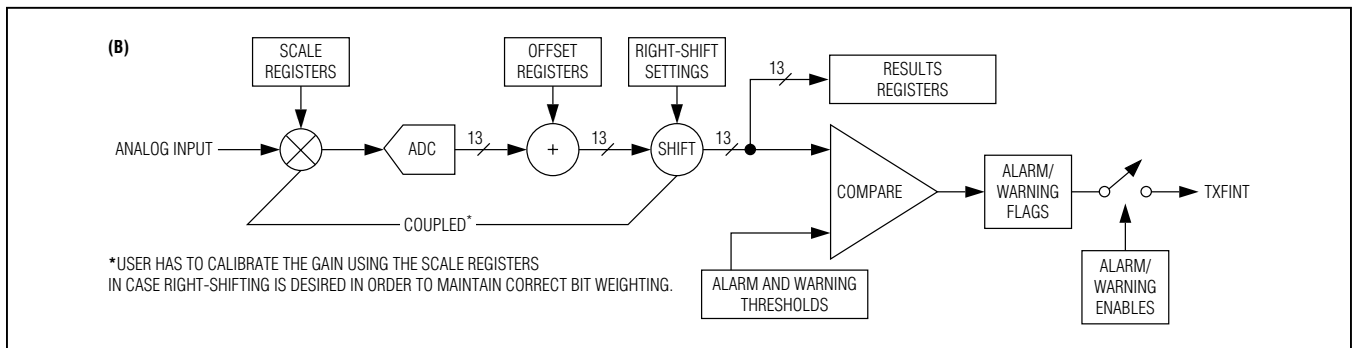 (B)
SCALE
REGISTERS
OFFSET
REGISTERS
RIGHT-SHIFT
SETTINGS
13
RESULTS
REGISTERS
ANALOG INPUT
ADC
13
+
13
SHIFT
13
COMPARE
ALARM/
WARNING
FLAGS
TXFINT
COUPLED*
*USER HAS TO CALIBRATE THE GAIN USING THE SCALE REGISTERS
IN CASE RIGHT-SHIFTING IS DESIRED IN ORDER TO MAINTAIN CORRECT BIT WEIGHTING.
ALARM AND WARNING
THRESHOLDS
ALARM/
WARNING
ENABLES